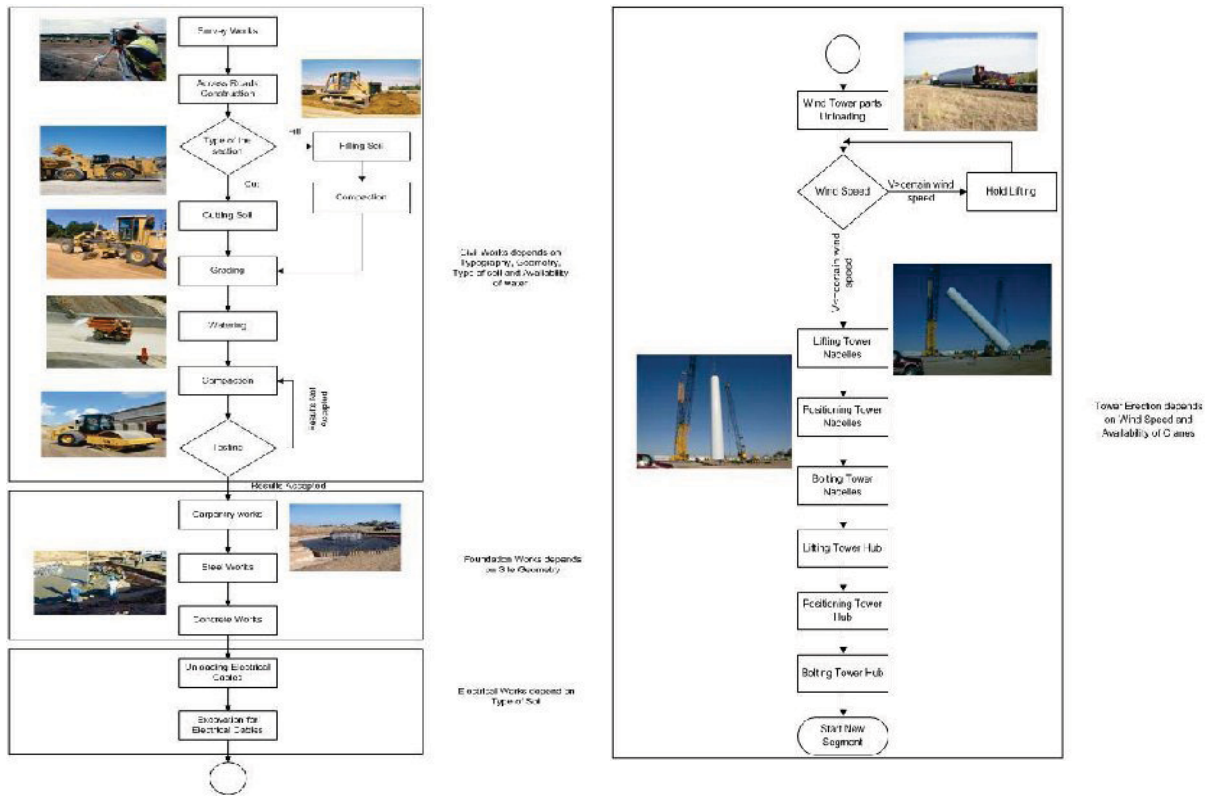 Survey Works
Access Roads
Construction
Type of the
section
Fill
Filling Soil
Compaction
Cut
Cutting Soil
Grading
Watering
Compaction
Testing
Results Accepted
Civil Works depends on
Typography, Geometry,
Type of soil and Availability
of water
Carpentry works
Steel Works
Concrete Works
Foundation Works depends
on Site Geometry
Unloading Electrical
Cables
Excavation for
Electrical Cables
Electrical Works depend on
Type of Soil
Wind Tower parts
Unloading
Wind Speed
V>certain wind
speed
Hold Lifting
V<=certain wind
speed
Lifting Tower
Nacelles
Positioning Tower
Nacelles
Bolting Tower
Nacelles
Lifting Tower Hub
Positioning Tower
Hub
Bolting Tower Hub
Start New
Segment
Tower Erection depends
on Wind Speed and
Availability of Cranes